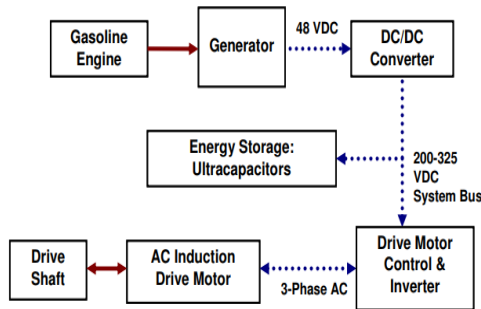 Gasoline
Engine
Generator
48 VDC
DC/DC
Converter
Energy Storage:
Ultracapacitors
200-325
VDC
System Bus
Drive
Shaft
AC Induction
Drive Motor
3-Phase AC
Drive Motor
Control &
Inverter